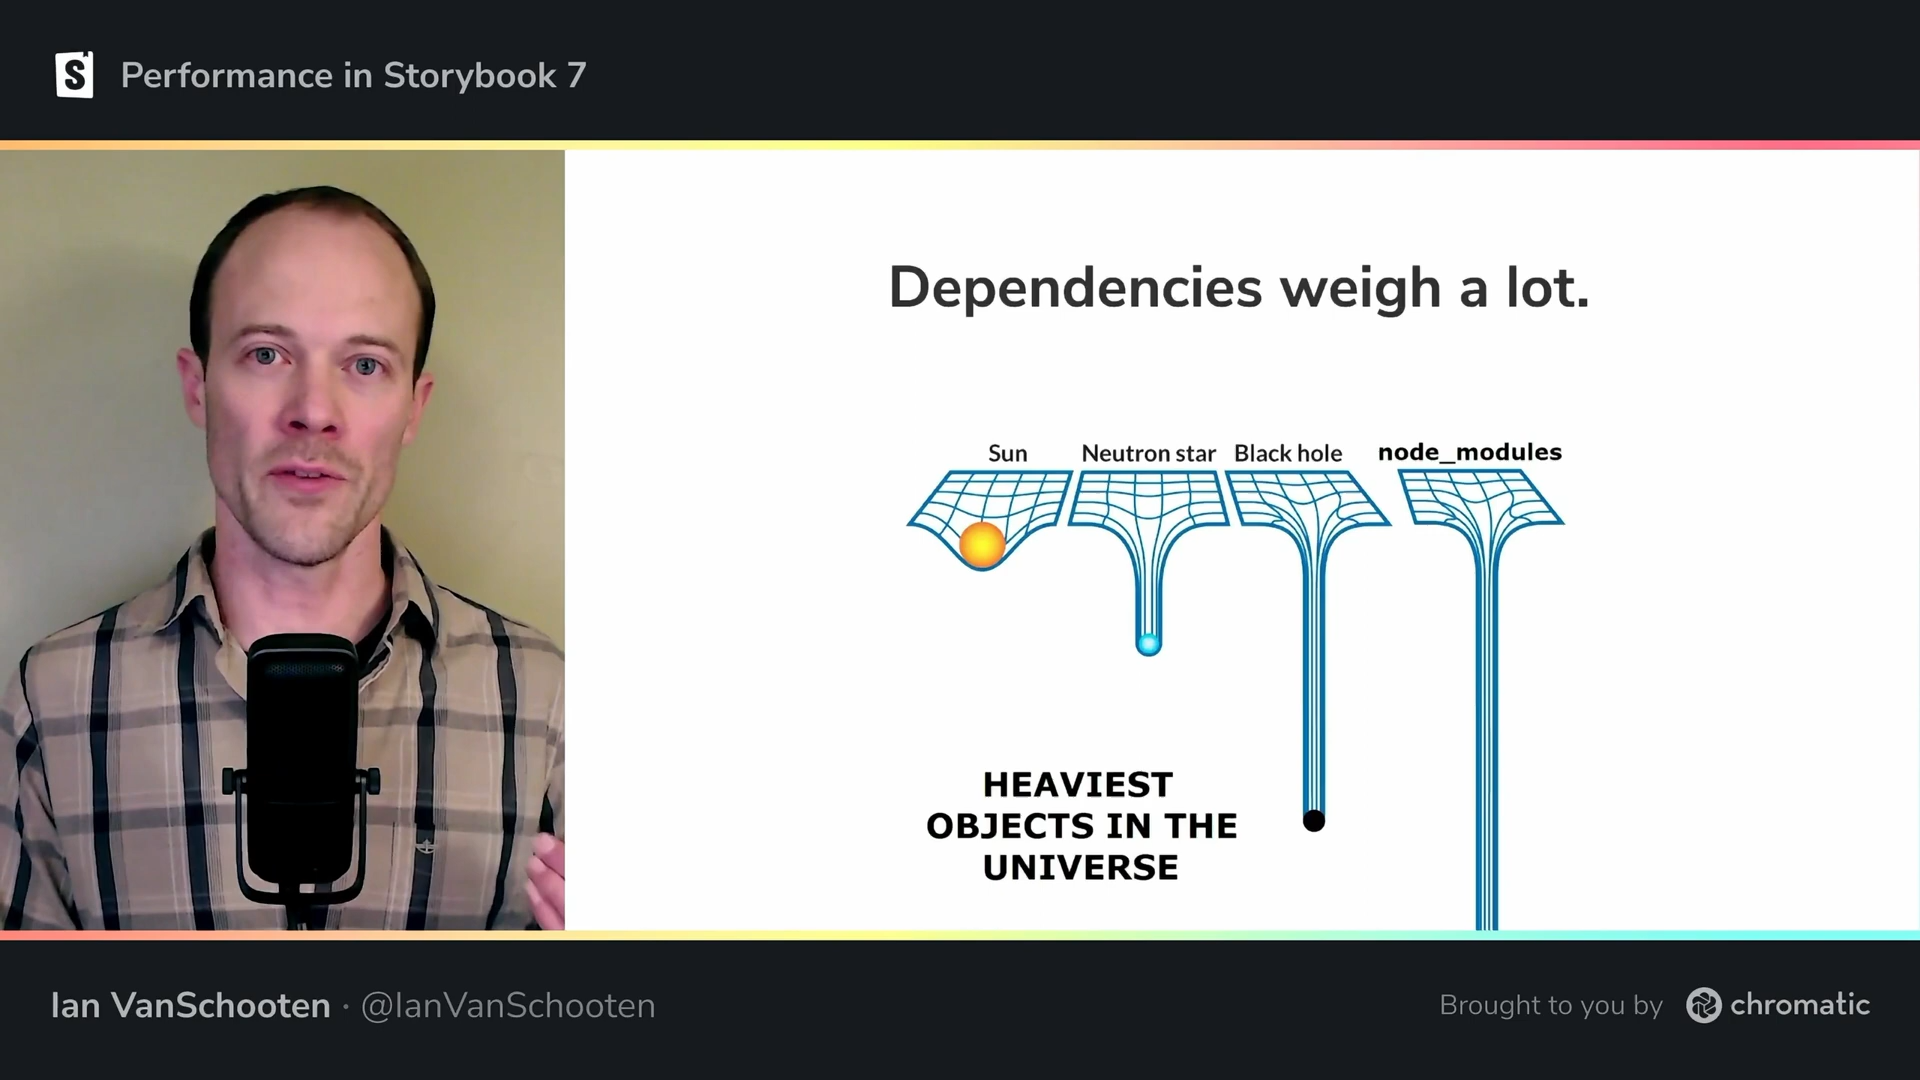 Performance in Storybook 7
Dependencies weigh a lot.
Sun Neutron star Black hole node_modules
HEAVIEST
OBJECTS IN THE
UNIVERSE
Ian VanSchooten · @IanVanSchooten
Brought to you by chromatic